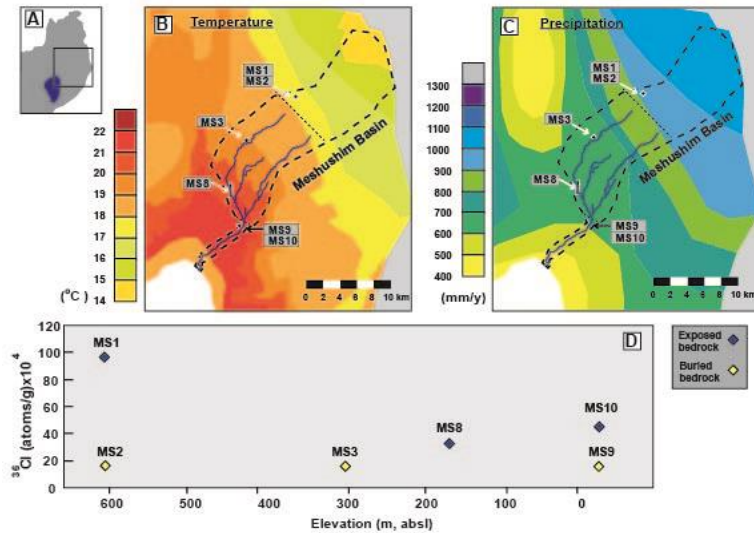 A
B
Temperature
C
Precipitation
MS1
MS2
MS3
MS8
MS9
MS10
Meshushim Basin
0 2 4 6 8 10 km
22
21
20
19
18
17
16
15
14
(°C)
MS1
MS2
MS3
MS8
MS9
MS10
Meshushim Basin
0 2 4 6 8 10 km
1300
1200
1100
1000
900
800
700
600
500
400
(mm/y)
D
120
100
80
60
40
20
0
³⁶Cl (atoms/g)x10⁴
MS1
MS2
MS3
MS8
MS10
MS9
600 500 400 300 200 100 0
Elevation (m, absl)
Exposed
bedrock
Buried
bedrock